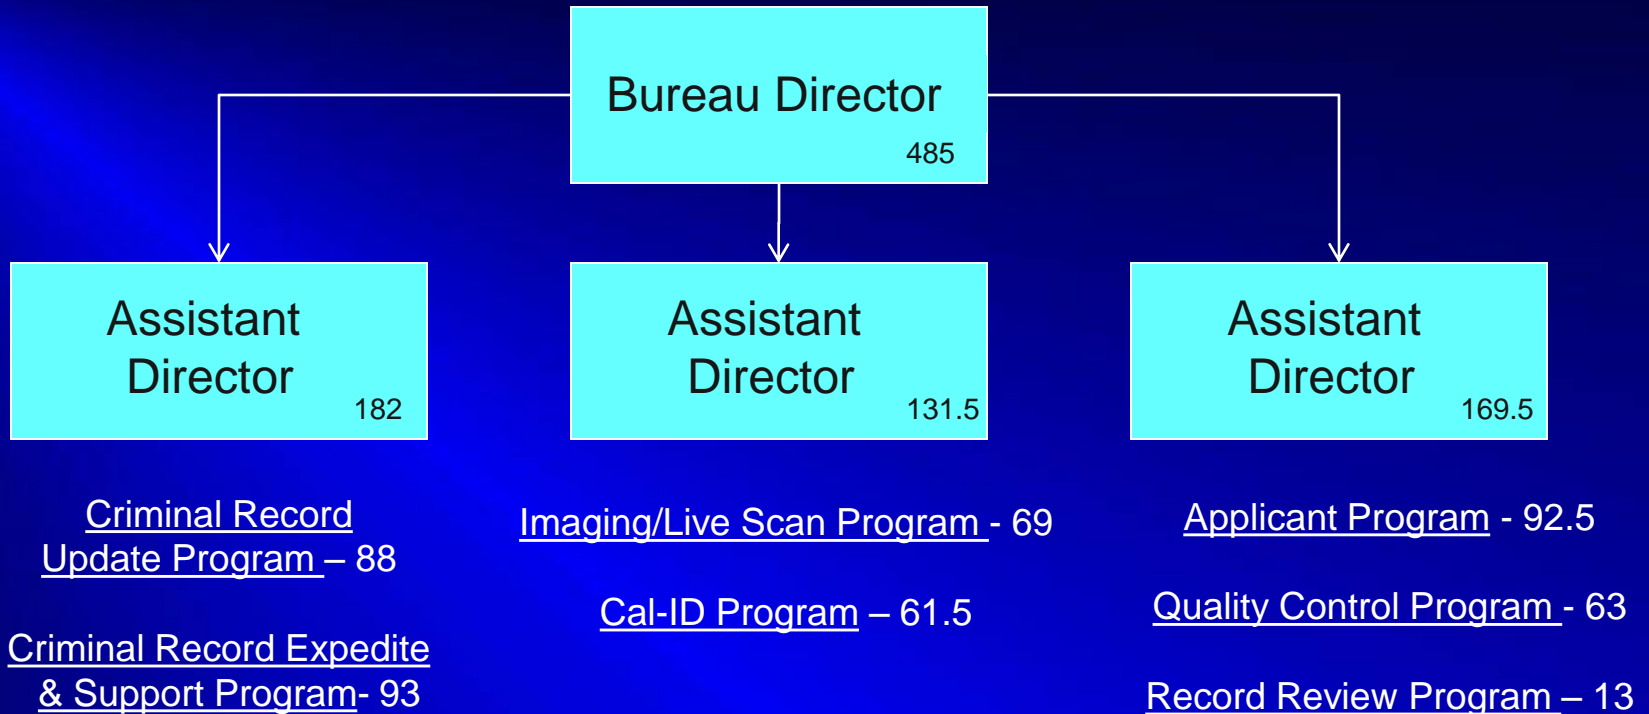 Bureau Director
485
Assistant
Director
182
Assistant
Director
131.5
Assistant
Director
169.5
Criminal Record
Update Program – 88
Criminal Record Expedite
& Support Program- 93
Imaging/Live Scan Program - 69
Cal-ID Program – 61.5
Applicant Program - 92.5
Quality Control Program - 63
Record Review Program – 13